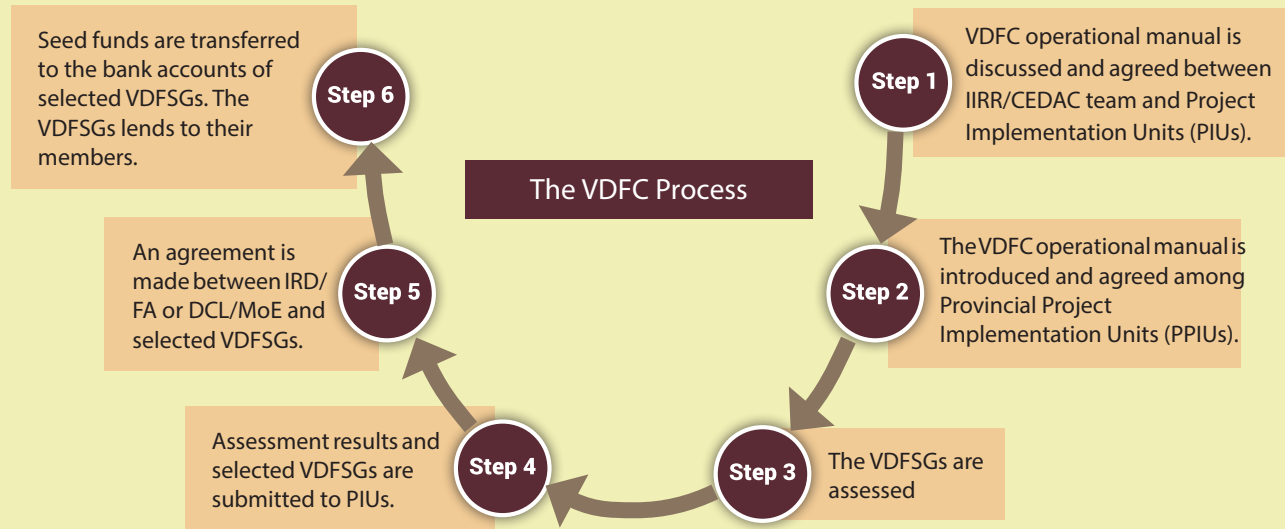 The VDFC Process
Step 1
VDFC operational manual is
discussed and agreed between
IIRR/CEDAC team and Project
Implementation Units (PIUs).
Step 2
The VDFC operational manual is
introduced and agreed among
Provincial Project
Implementation Units (PPIUs).
Step 3
The VDFSGs are
assessed
Step 4
Assessment results and
selected VDFSGs are
submitted to PIUs.
Step 5
An agreement is
made between IRD/
FA or DCL/MoE and
selected VDFSGs.
Step 6
Seed funds are transferred
to the bank accounts of
selected VDFSGs. The
VDFSGs lends to their
members.